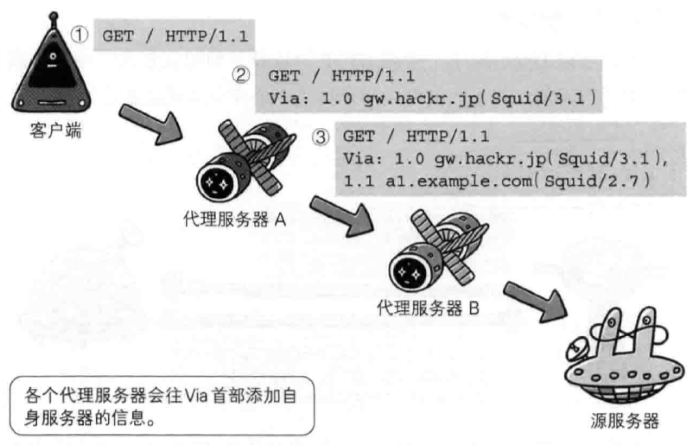 ① GET / HTTP/1.1
② GET / HTTP/1.1
Via: 1.0 gw.hackr.jp(Squid/3.1)
③ GET / HTTP/1.1
Via: 1.0 gw.hackr.jp(Squid/3.1),
1.1 a1.example.com(Squid/2.7)
客户端
代理服务器 A
代理服务器 B
源服务器
各个代理服务器会往Via首部添加自
身服务器的信息。